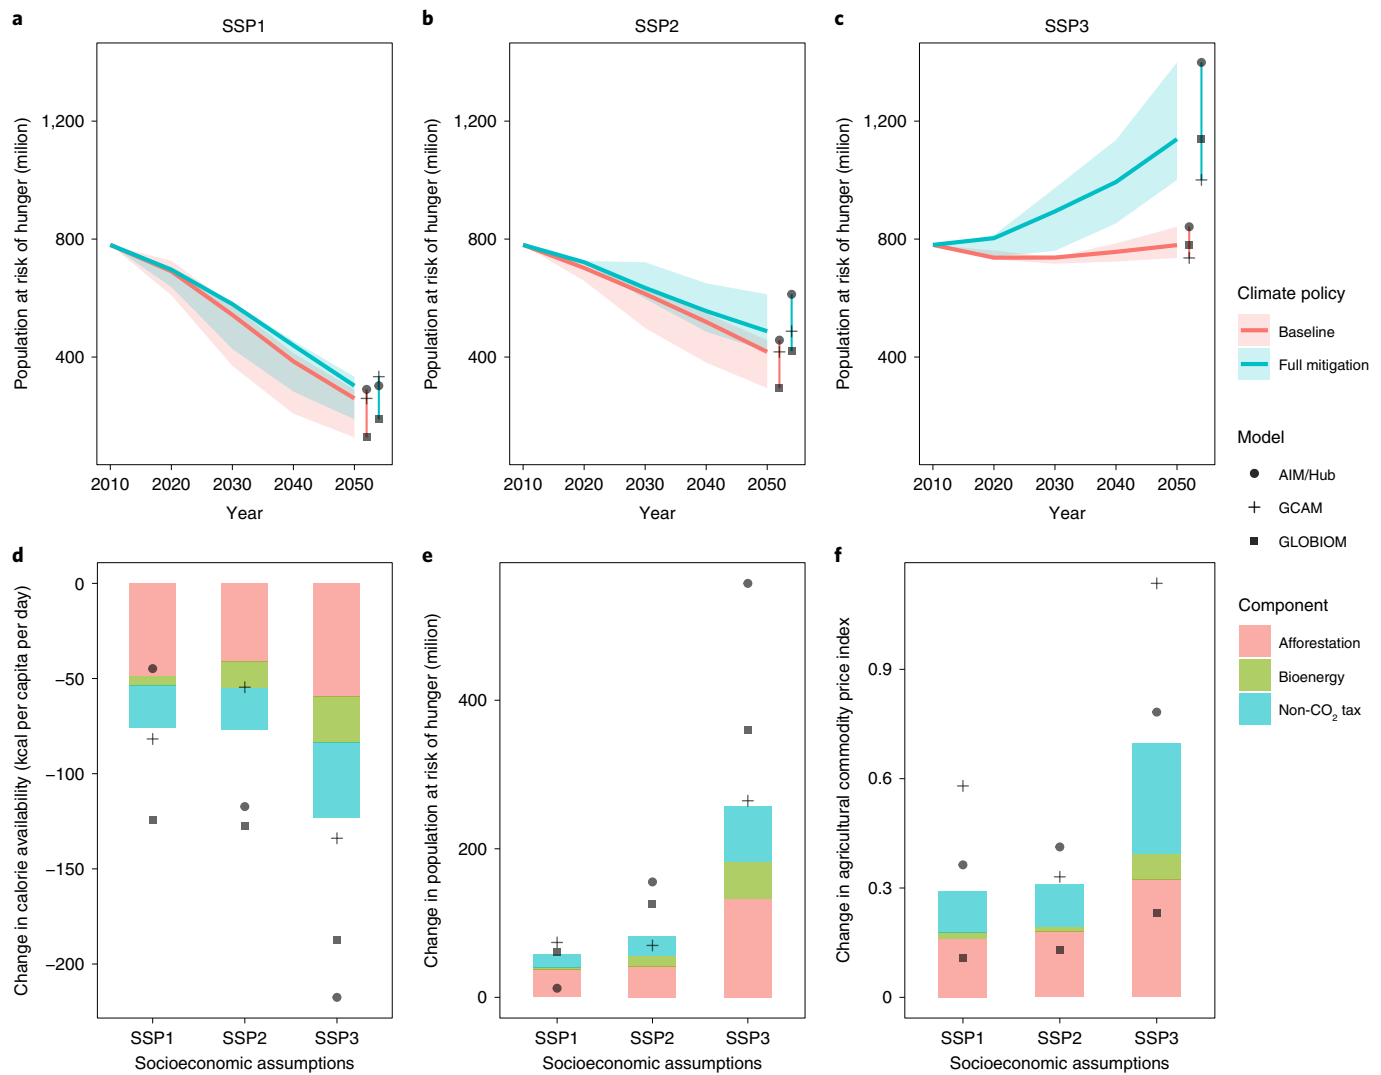 a
SSP1
Population at risk of hunger (milion)
1,200
800
400
2010 2020 2030 2040 2050
Year
b
SSP2
Population at risk of hunger (milion)
1,200
800
400
2010 2020 2030 2040 2050
Year
c
SSP3
Population at risk of hunger (milion)
1,200
800
400
2010 2020 2030 2040 2050
Year
Climate policy
Baseline
Full mitigation
Model
AIM/Hub
GCAM
GLOBIOM
Component
Afforestation
Bioenergy
Non-CO₂ tax
d
Change in calorie availability (kcal per capita per day)
0
−50
−100
−150
−200
SSP1 SSP2 SSP3
Socioeconomic assumptions
e
Change in population at risk of hunger (milion)
400
200
0
SSP1 SSP2 SSP3
Socioeconomic assumptions
f
Change in agricultural commodity price index
0.9
0.6
0.3
0
SSP1 SSP2 SSP3
Socioeconomic assumptions